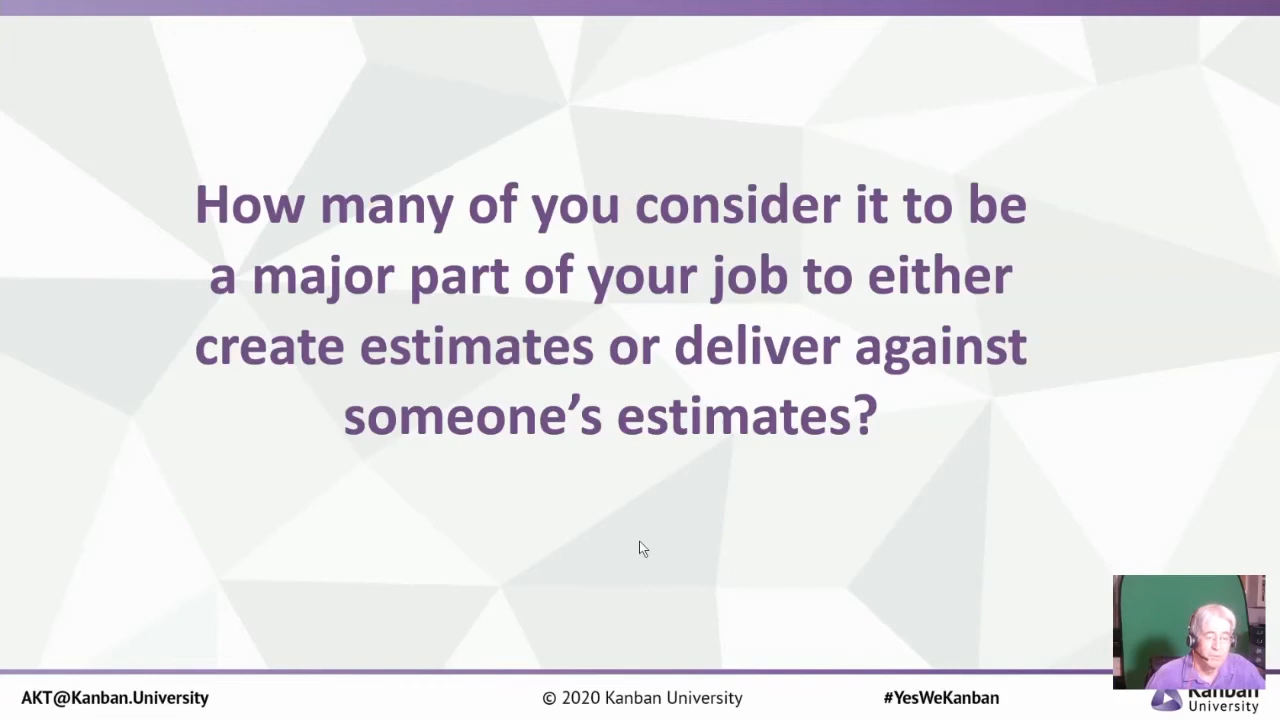 How many of you consider it to be
a major part of your job to either
create estimates or deliver against
someone’s estimates?
AKT@Kanban.University
© 2020 Kanban University
#YesWeKanban
Kanban
University